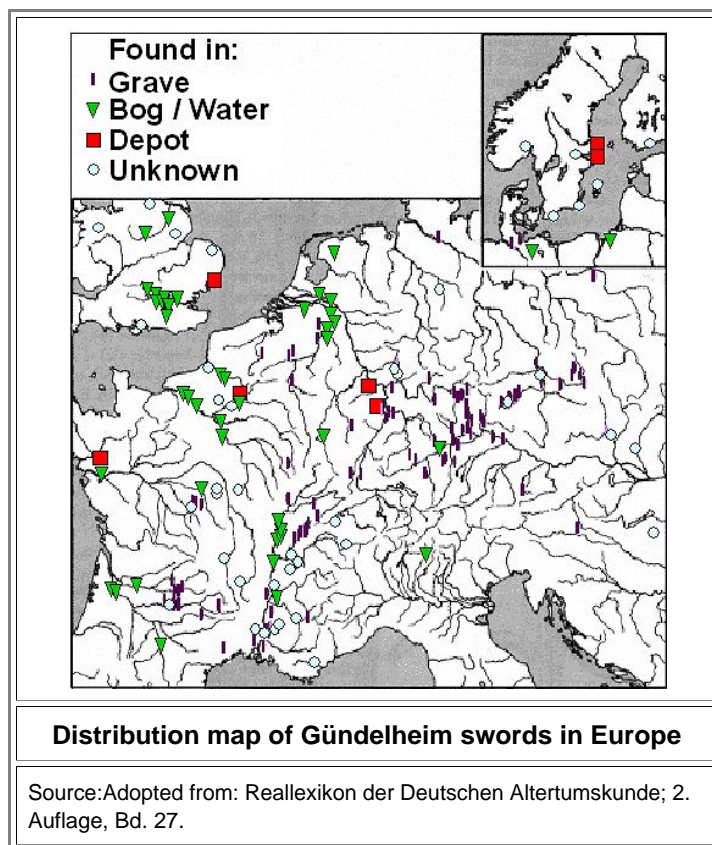 Found in:
Grave
Bog / Water
Depot
Unknown
Distribution map of Gündelheim swords in Europe
Source:Adopted from: Reallexikon der Deutschen Altertumskunde; 2.
Auflage, Bd. 27.